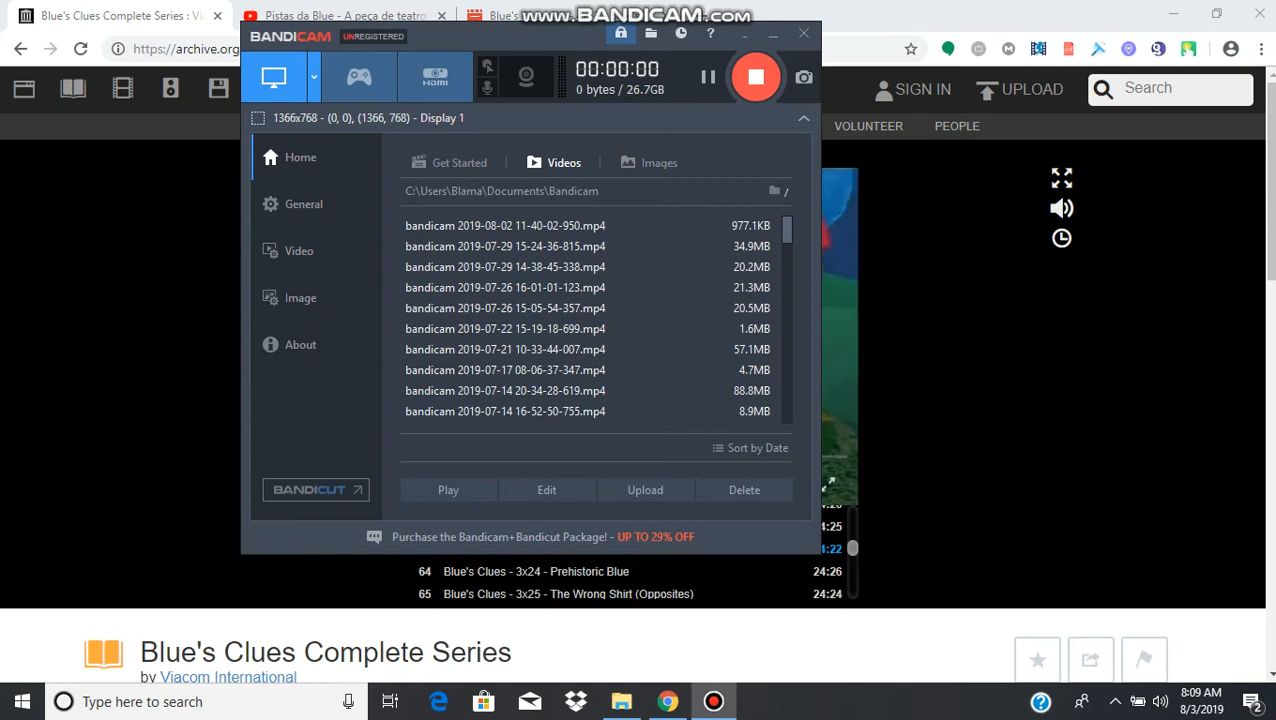 Blue's Clues Complete Series :
Pistas da Blue - A peça de teatro
Blue's
www.BANDICAM.com
https://archive.org
BANDICAM UNREGISTERED
HDMI
00:00:00
0 bytes / 26.7GB
SIGN IN
UPLOAD
Search
1366x768 - (0, 0), (1366, 768) - Display 1
VOLUNTEER
PEOPLE
Home
General
Video
Image
About
BANDICUT
Get Started
Videos
Images
C:\Users\Blama\Documents\Bandicam
/
bandicam 2019-08-02 11-40-02-950.mp4 977.1KB
bandicam 2019-07-29 15-24-36-815.mp4 34.9MB
bandicam 2019-07-29 14-38-45-338.mp4 20.2MB
bandicam 2019-07-26 16-01-01-123.mp4 21.3MB
bandicam 2019-07-26 15-05-54-357.mp4 20.5MB
bandicam 2019-07-22 15-19-18-699.mp4 1.6MB
bandicam 2019-07-21 10-33-44-007.mp4 57.1MB
bandicam 2019-07-17 08-06-37-347.mp4 4.7MB
bandicam 2019-07-14 20-34-28-619.mp4 88.8MB
bandicam 2019-07-14 16-52-50-755.mp4 8.9MB
Sort by Date
Play
Edit
Upload
Delete
Purchase the Bandicam+Bandicut Package! - UP TO 29% OFF
4:25
4:22
64 Blue's Clues - 3x24 - Prehistoric Blue 24:26
65 Blue's Clues - 3x25 - The Wrong Shirt (Opposites) 24:24
Blue's Clues Complete Series
by Viacom International
Type here to search
8:09 AM
8/3/2019
2